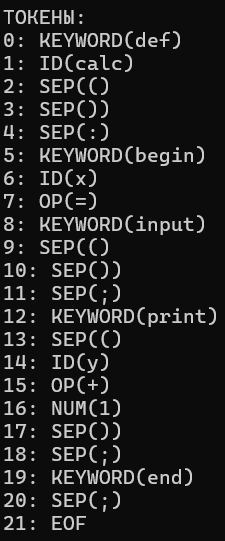 ТОКЕНЫ:
0: KEYWORD(def)
1: ID(calc)
2: SEP(()
3: SEP())
4: SEP(:)
5: KEYWORD(begin)
6: ID(x)
7: OP(=)
8: KEYWORD(input)
9: SEP(()
10: SEP())
11: SEP(;)
12: KEYWORD(print)
13: SEP(()
14: ID(y)
15: OP(+)
16: NUM(1)
17: SEP())
18: SEP(;)
19: KEYWORD(end)
20: SEP(;)
21: EOF